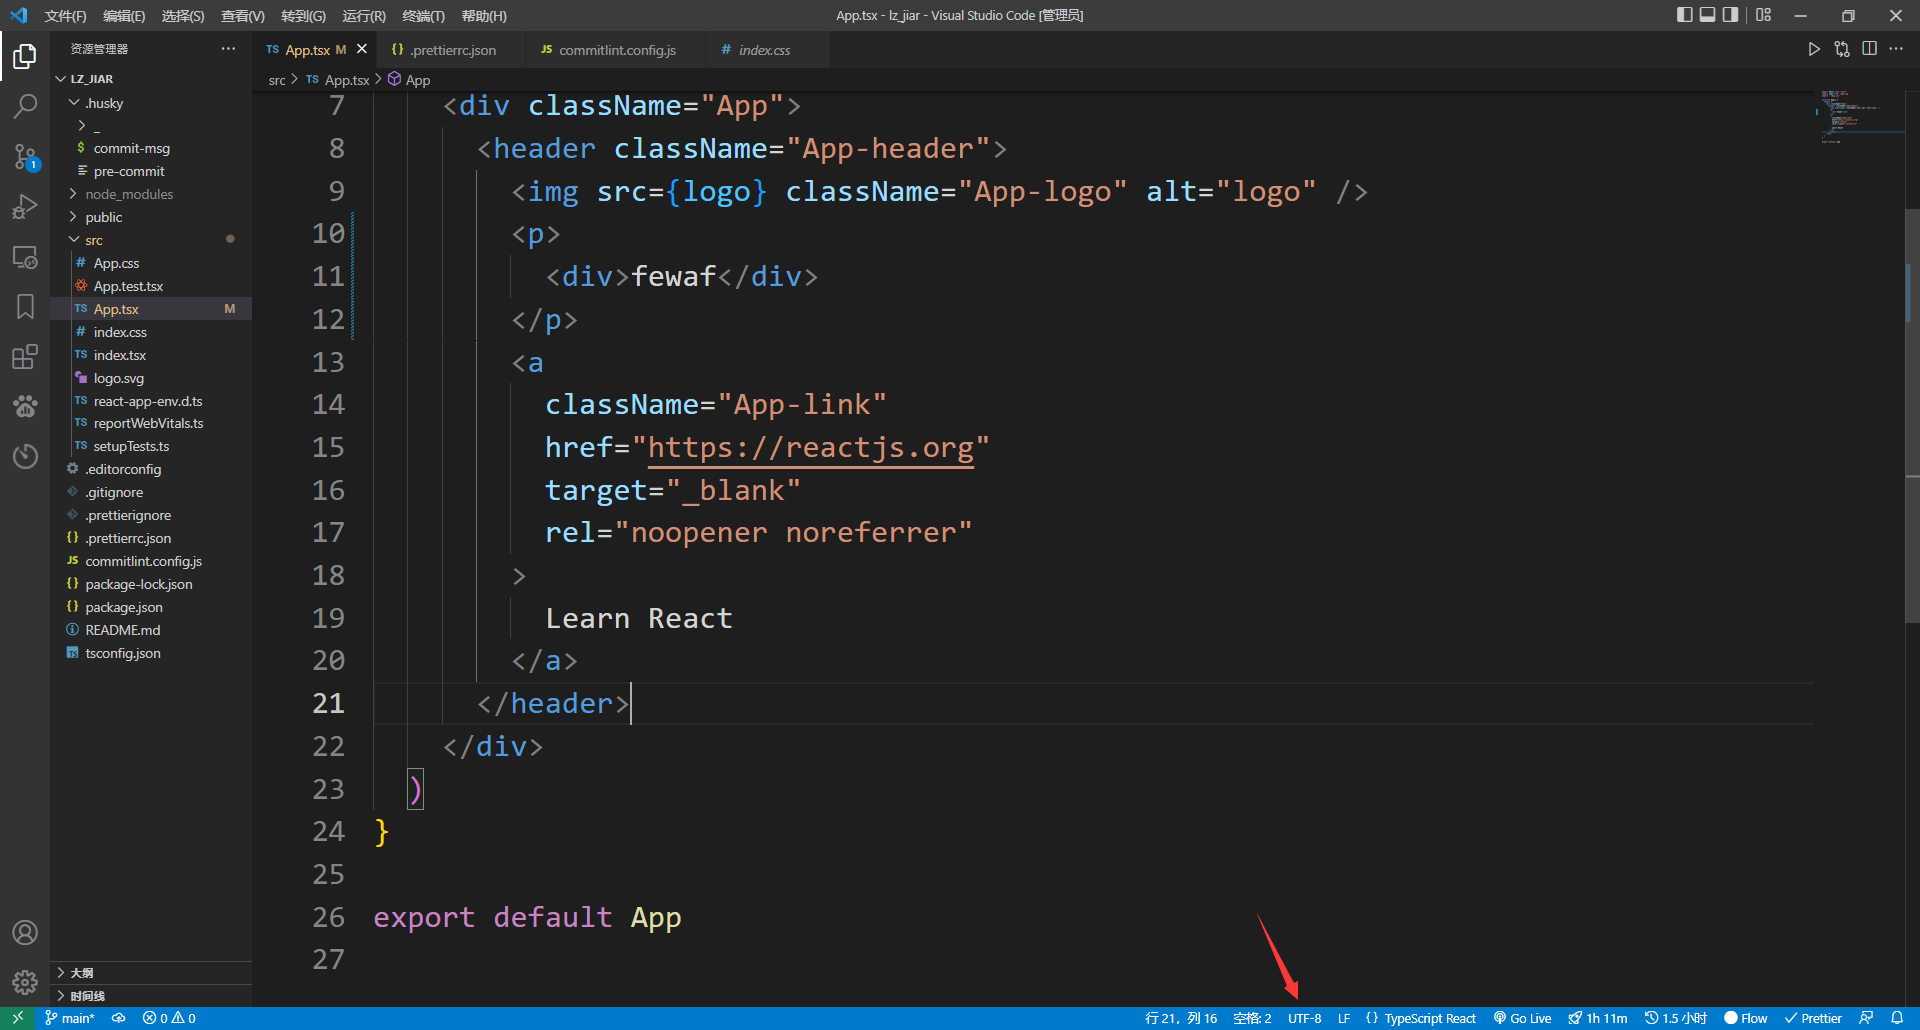 文件(F) 编辑(E) 选择(S) 查看(V) 转到(G) 运行(R) 终端(T) 帮助(H) App.tsx - lz_jiar - Visual Studio Code [管理员]
资源管理器 ···
LZ_JIAR
.husky
_
$ commit-msg
pre-commit
node_modules
public
src
# App.css
App.test.tsx
TS App.tsx M
# index.css
TS index.tsx
logo.svg
TS react-app-env.d.ts
TS reportWebVitals.ts
TS setupTests.ts
.editorconfig
.gitignore
.prettierignore
{} .prettierrc.json
JS commitlint.config.js
{} package-lock.json
{} package.json
README.md
TS tsconfig.json
大纲
时间线
1
TS App.tsx M {} .prettierrc.json JS commitlint.config.js # index.css
src > TS App.tsx > App
7 <div className="App">
8 <header className="App-header">
9 <img src={logo} className="App-logo" alt="logo" />
10 <p>
11 <div>fewaf</div>
12 </p>
13 <a
14 className="App-link"
15 href="https://reactjs.org"
16 target="_blank"
17 rel="noopener noreferrer"
18 >
19 Learn React
20 </a>
21 </header>
22 </div>
23 )
24 }
25
26 export default App
27
main* 0 0 行 21，列 16 空格: 2 UTF-8 LF {} TypeScript React Go Live 1h 11m 1.5 小时 Flow Prettier